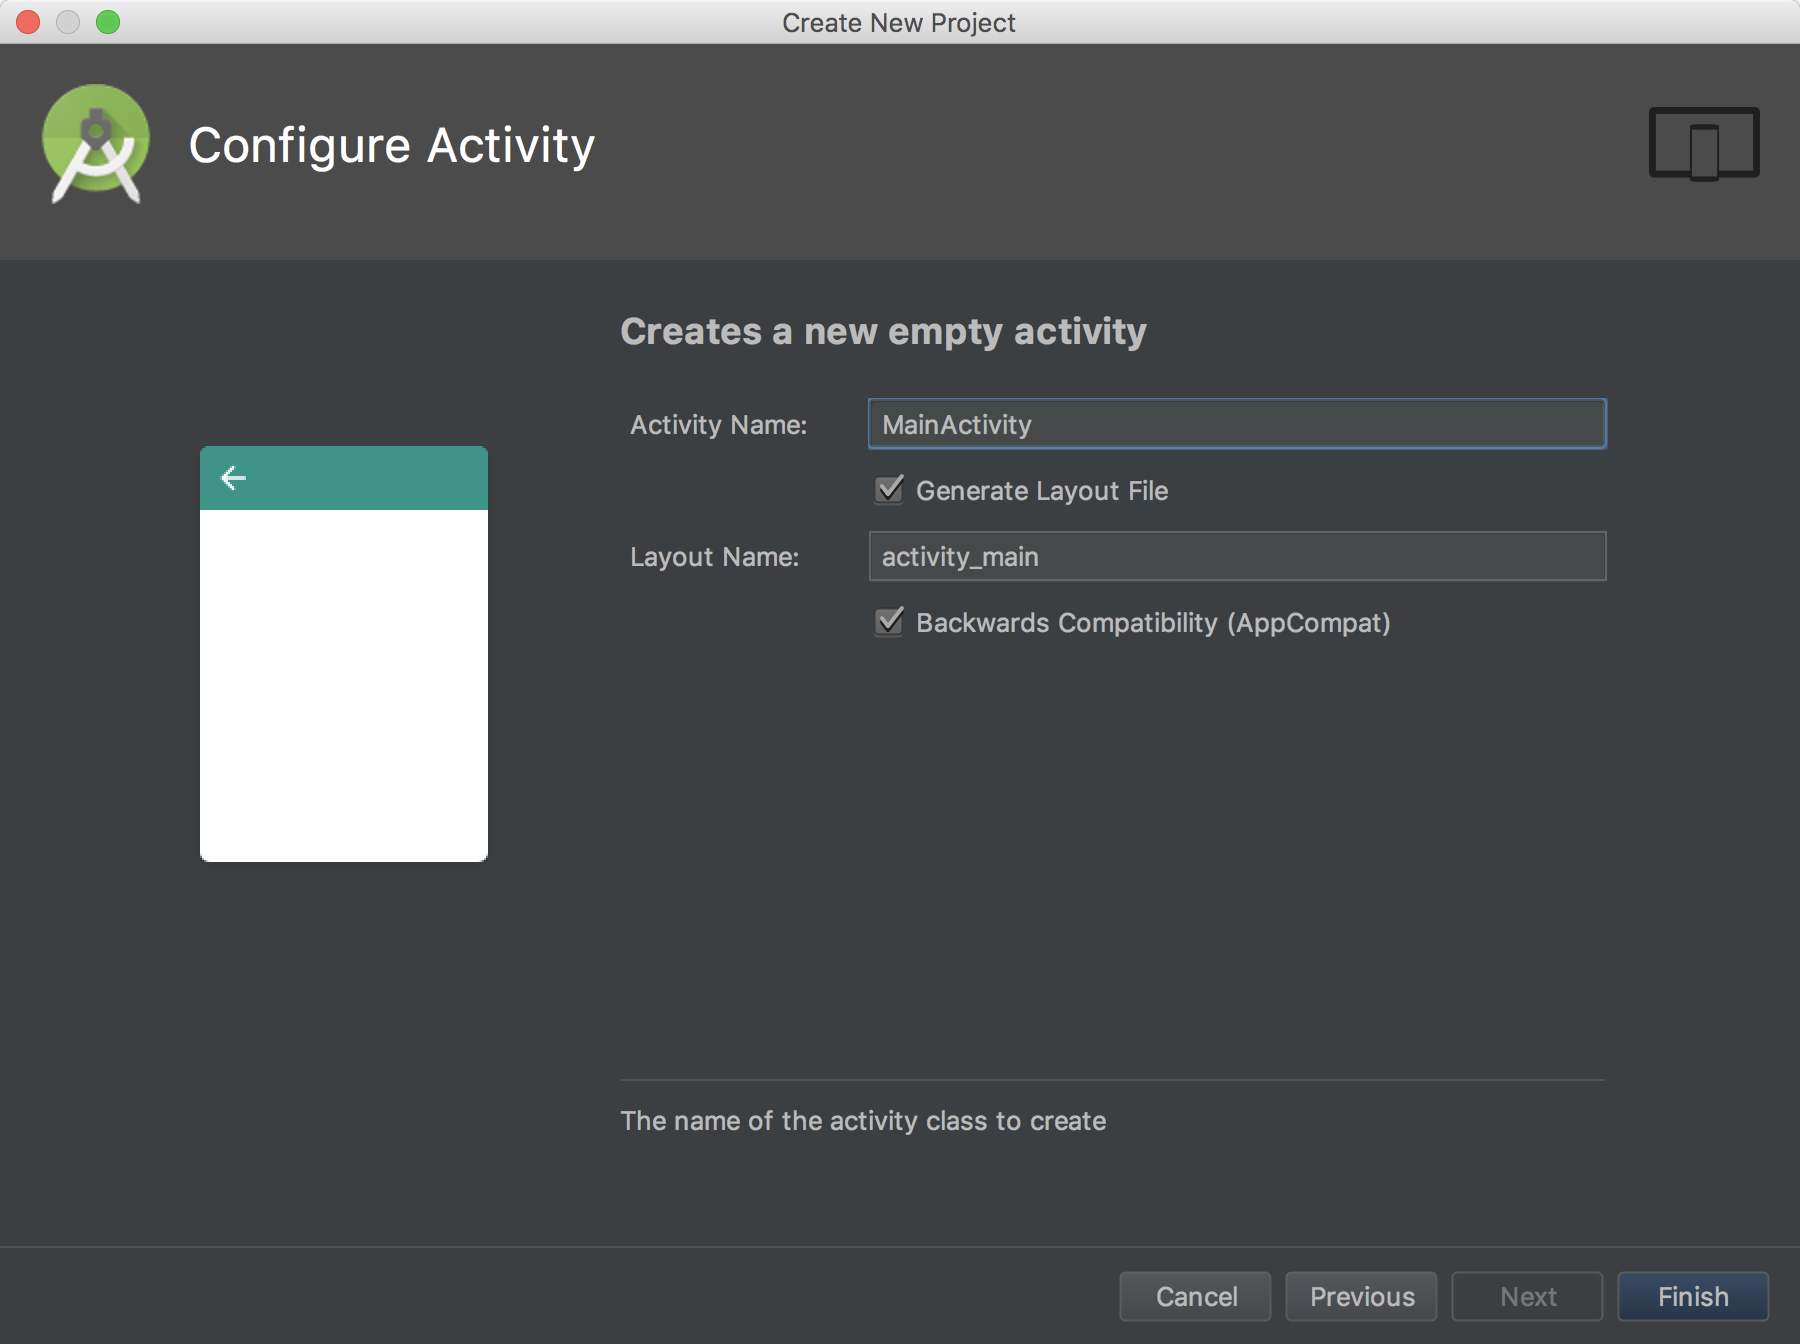 Create New Project
Configure Activity
Creates a new empty activity
Activity Name: MainActivity
Generate Layout File
Layout Name: activity_main
Backwards Compatibility (AppCompat)
The name of the activity class to create
Cancel Previous Next Finish